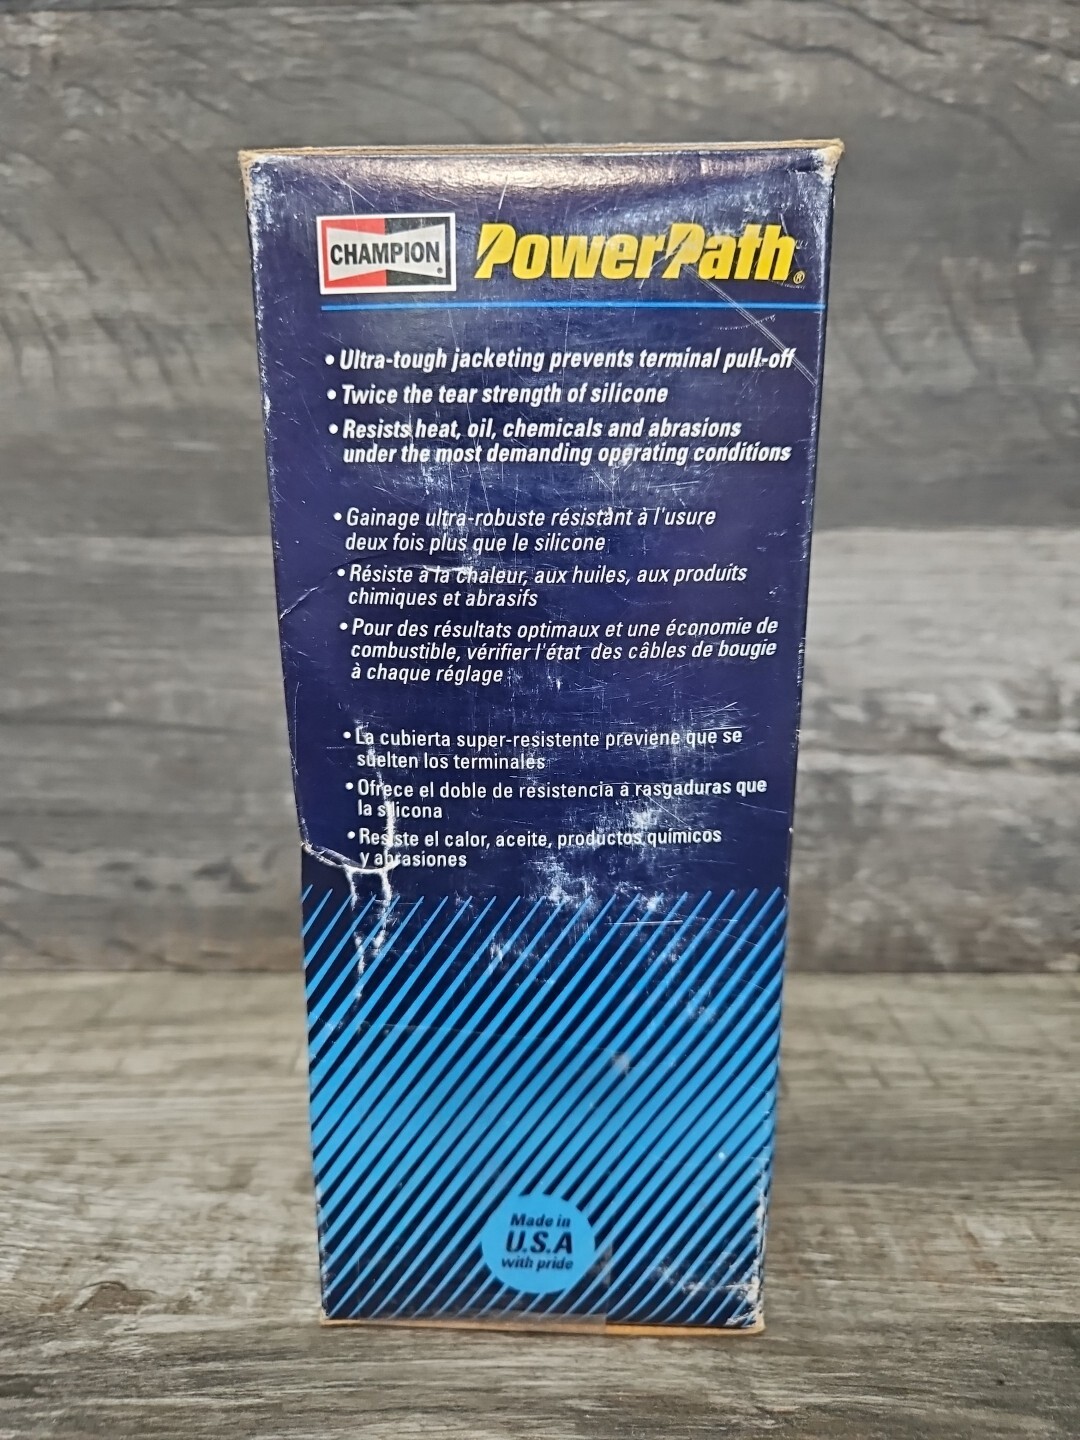 CHAMPION
PowerPath®
• Ultra-tough jacketing prevents terminal pull-off
• Twice the tear strength of silicone
• Resists heat, oil, chemicals and abrasions
under the most demanding operating conditions
• Gainage ultra-robuste résistant à l'usure
deux fois plus que le silicone
• Résiste à la chaleur, aux huiles, aux produits
chimiques et abrasifs
• Pour des résultats optimaux et une économie de
combustible, vérifier l'état des câbles de bougie
à chaque réglage
• La cubierta super-resistente previene que se
suelten los terminales
• Ofrece el doble de resistencia a rasgaduras que
la silicona
• Resiste el calor, aceite, productos químicos
y abrasiones
Made in
U.S.A
with pride